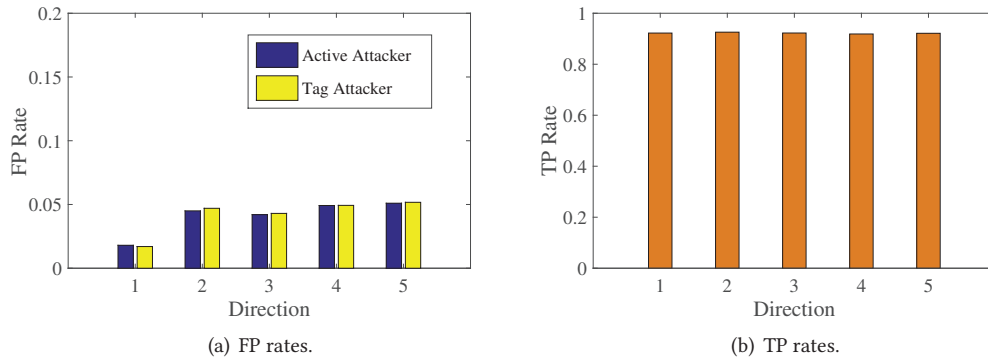 0.2
0.15
0.1
0.05
0
FP Rate
Active Attacker
Tag Attacker
1 2 3 4 5
Direction
(a) FP rates.
1
0.8
0.6
0.4
0.2
0
TP Rate
1 2 3 4 5
Direction
(b) TP rates.